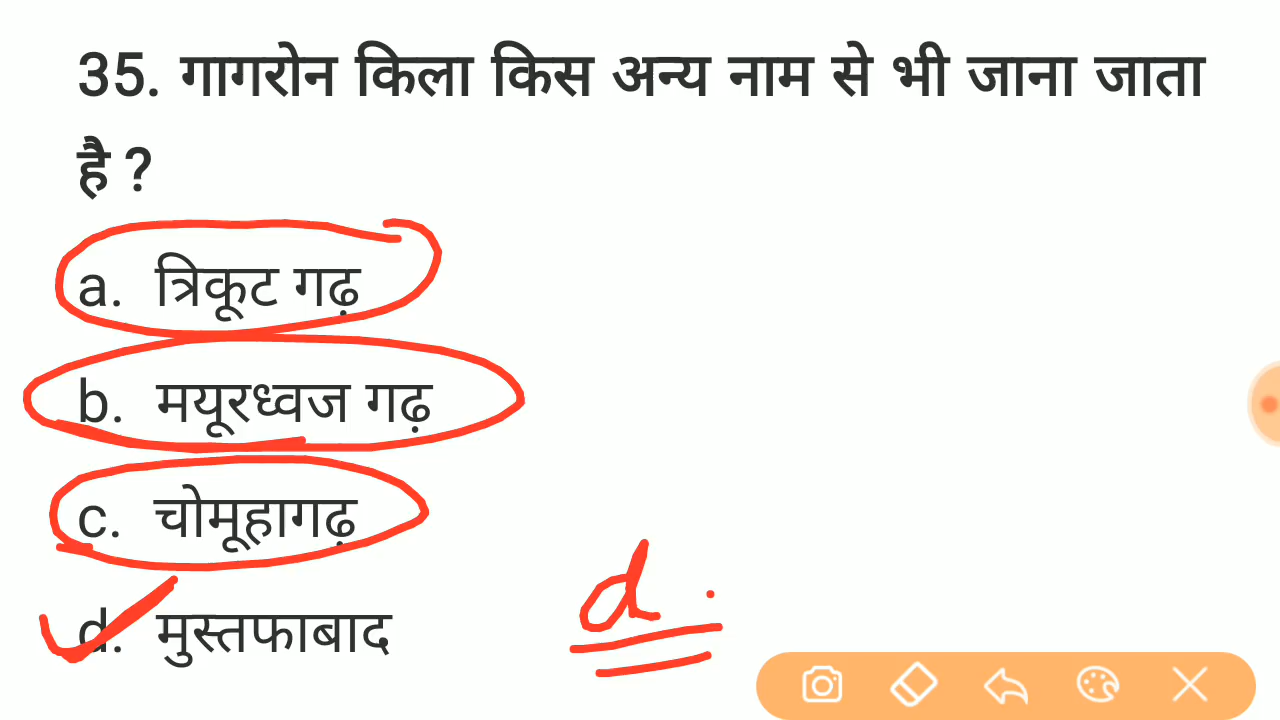 35. गागरोन किला किस अन्य नाम से भी जाना जाता
है ?
a. त्रिकूट गढ़
b. मयूरध्वज गढ़
c. चोमूहागढ़
d. मुस्तफाबाद
d .